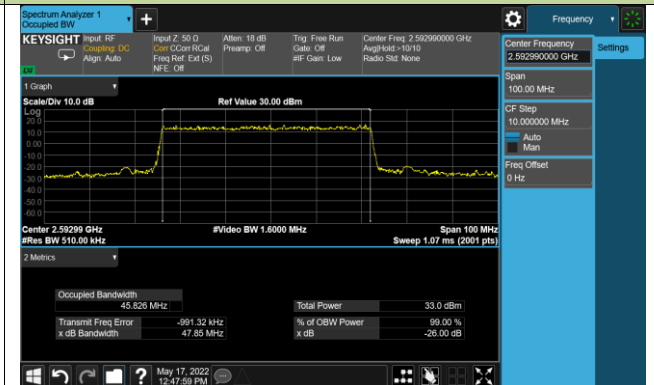 Spectrum Analyzer 1
Occupied BW
Frequency
KEYSIGHT
Input: RF
Coupling: DC
Align: Auto
Input Z: 50 Ω
Corr CCorr RCal
Freq Ref: Ext (S)
NFE: Off
Atten: 18 dB
Preamp: Off
Trig: Free Run
Gate: Off
#IF Gain: Low
Center Freq: 2.592990000 GHz
Avg|Hold:>10/10
Radio Std: None
Center Frequency
2.592990000 GHz
Settings
Span
100.00 MHz
CF Step
10.000000 MHz
Auto
Man
Freq Offset
0 Hz
1 Graph
Scale/Div 10.0 dB
Ref Value 30.00 dBm
Log
20.0
10.0
0.00
-10.0
-20.0
-30.0
-40.0
-50.0
-60.0
Center 2.59299 GHz
#Video BW 1.6000 MHz
Span 100 MHz
#Res BW 510.00 kHz
Sweep 1.07 ms (2001 pts)
2 Metrics
Occupied Bandwidth
45.826 MHz
Total Power 33.0 dBm
Transmit Freq Error -991.32 kHz
% of OBW Power 99.00 %
x dB Bandwidth 47.85 MHz
x dB -26.00 dB
?
May 17, 2022
12:47:59 PM